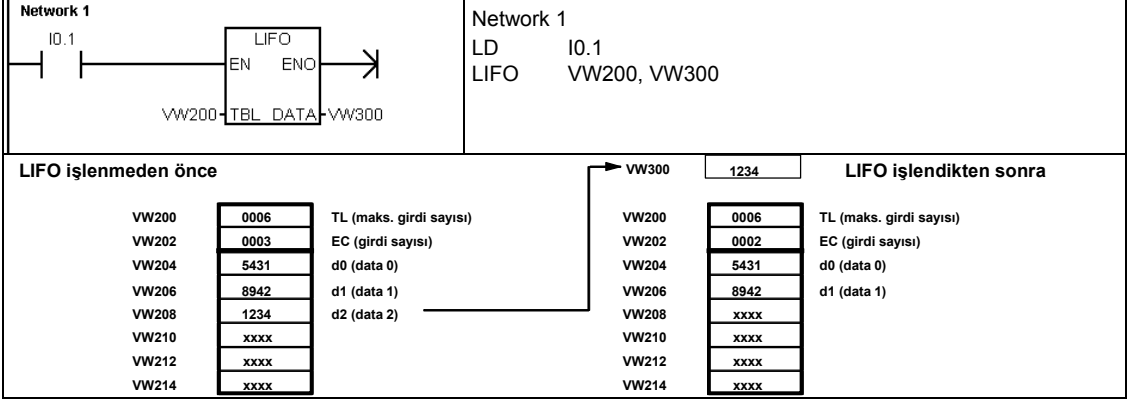 Network 1
I0.1
LIFO
EN ENO
VW200 TBL DATA VW300
Network 1
LD I0.1
LIFO VW200, VW300
LIFO işlenmeden önce
VW200 0006 TL (maks. girdi sayısı)
VW202 0003 EC (girdi sayısı)
VW204 5431 d0 (data 0)
VW206 8942 d1 (data 1)
VW208 1234 d2 (data 2)
VW210 xxxx
VW212 xxxx
VW214 xxxx
VW300 1234 LIFO işlendikten sonra
VW200 0006 TL (maks. girdi sayısı)
VW202 0002 EC (girdi sayısı)
VW204 5431 d0 (data 0)
VW206 8942 d1 (data 1)
VW208 xxxx
VW210 xxxx
VW212 xxxx
VW214 xxxx